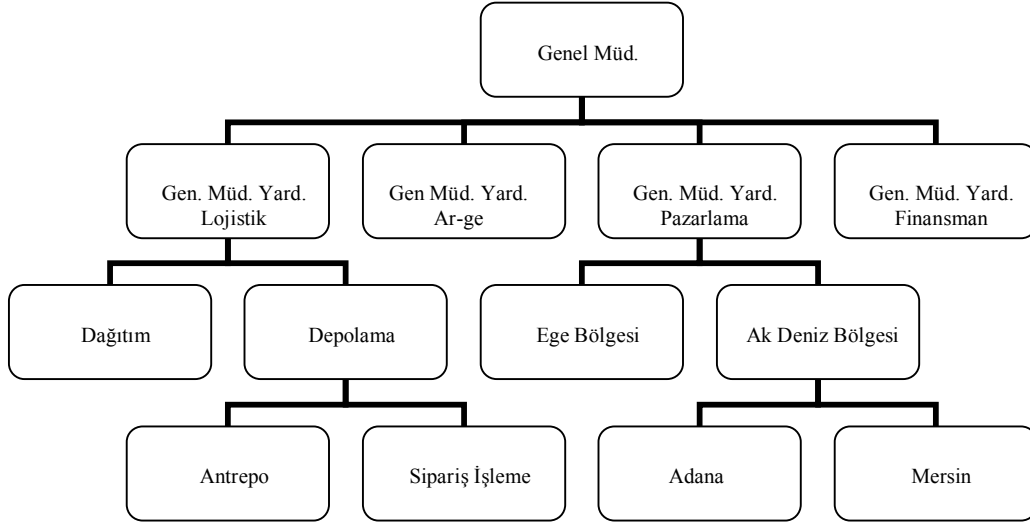 Genel Müd.
Gen. Müd. Yard.
Lojistik
Gen Müd. Yard.
Ar-ge
Gen. Müd. Yard.
Pazarlama
Gen. Müd. Yard.
Finansman
Dağıtım
Depolama
Ege Bölgesi
Ak Deniz Bölgesi
Antrepo
Sipariş İşleme
Adana
Mersin